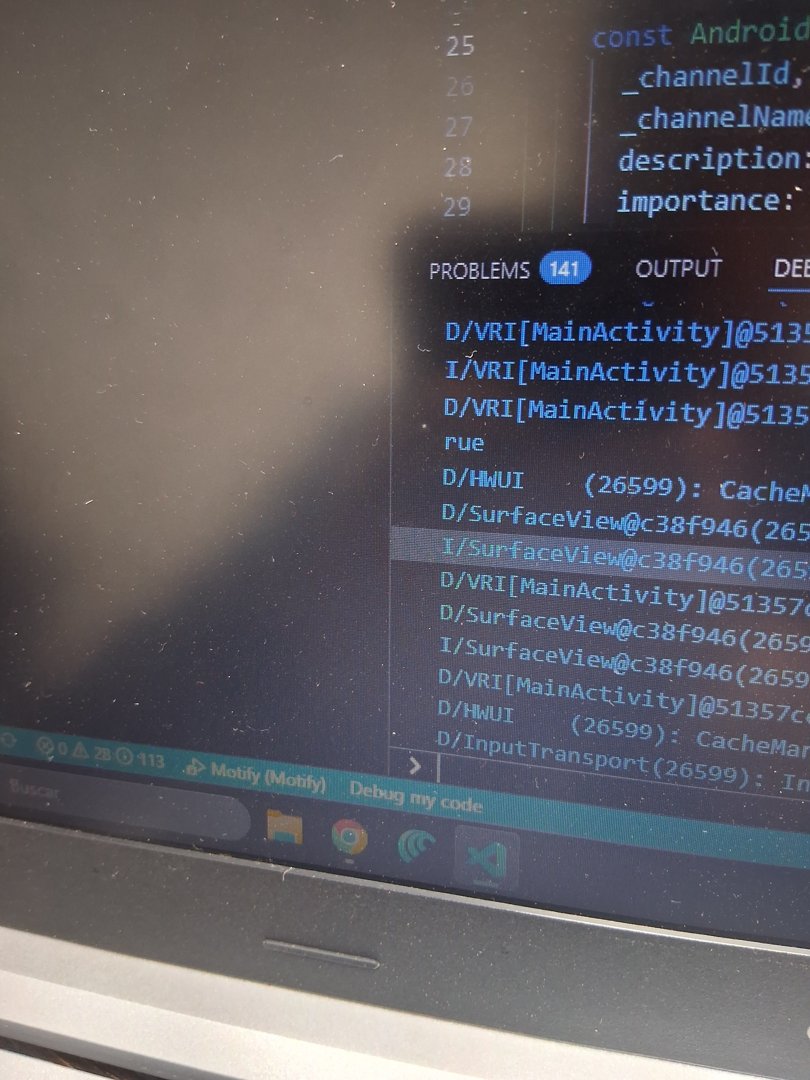 25 const Android
26 _channelId,
27 _channelName
28 description:
29 importance:
PROBLEMS 141 OUTPUT DEB
D/VRI[MainActivity]@5135
I/VRI[MainActivity]@5135
D/VRI[MainActivity]@5135
rue
D/HWUI (26599): CacheM
D/SurfaceView@c38f946(265
I/SurfaceView@c38f946(265
D/VRI[MainActivity]@51357c
D/SurfaceView@c38f946(2659
I/SurfaceView@c38f946(2659
D/VRI[MainActivity]@51357c
D/HWUI (26599): CacheMan
D/InputTransport(26599): In
>
0 28 113 Motify (Motify) Debug my code
Buscar